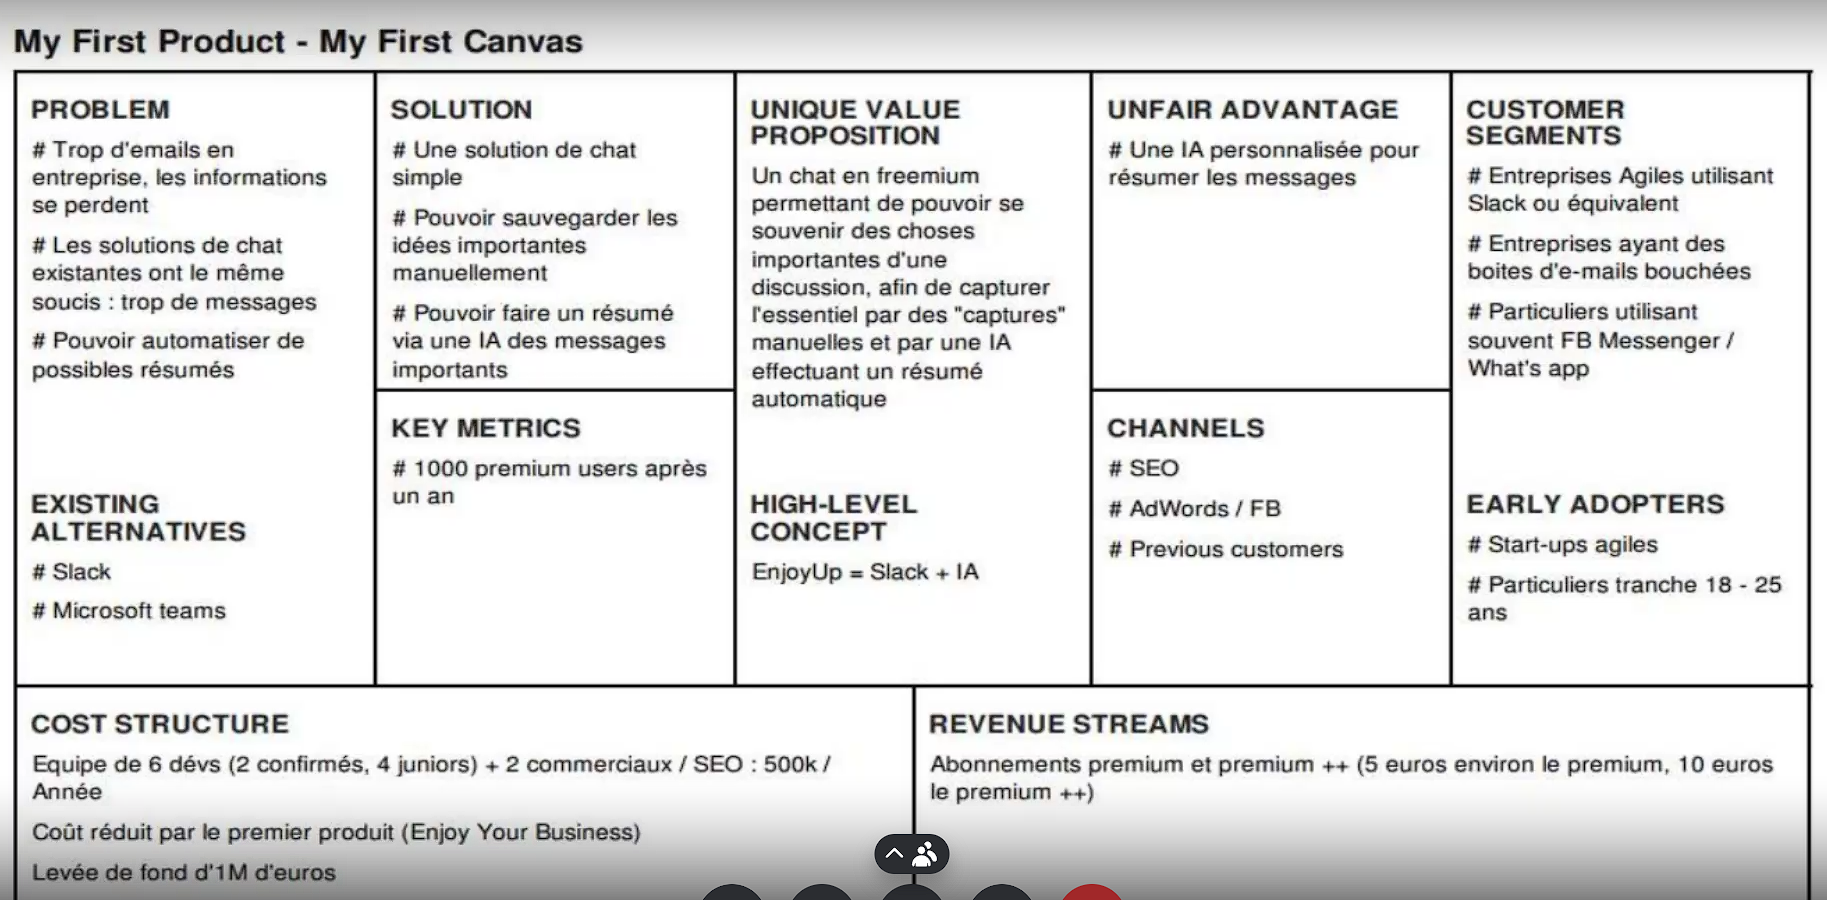 My First Product - My First Canvas
PROBLEM
# Trop d'emails en
entreprise, les informations
se perdent
# Les solutions de chat
existantes ont le même
soucis : trop de messages
# Pouvoir automatiser de
possibles résumés
EXISTING
ALTERNATIVES
# Slack
# Microsoft teams
SOLUTION
# Une solution de chat
simple
# Pouvoir sauvegarder les
idées importantes
manuellement
# Pouvoir faire un résumé
via une IA des messages
importants
KEY METRICS
# 1000 premium users après
un an
UNIQUE VALUE
PROPOSITION
Un chat en freemium
permettant de pouvoir se
souvenir des choses
importantes d'une
discussion, afin de capturer
l'essentiel par des "captures"
manuelles et par une IA
effectuant un résumé
automatique
HIGH-LEVEL
CONCEPT
EnjoyUp = Slack + IA
UNFAIR ADVANTAGE
# Une IA personnalisée pour
résumer les messages
CHANNELS
# SEO
# AdWords / FB
# Previous customers
CUSTOMER
SEGMENTS
# Entreprises Agiles utilisant
Slack ou équivalent
# Entreprises ayant des
boites d'e-mails bouchées
# Particuliers utilisant
souvent FB Messenger /
What's app
EARLY ADOPTERS
# Start-ups agiles
# Particuliers tranche 18 - 25
ans
COST STRUCTURE
Equipe de 6 dévs (2 confirmés, 4 juniors) + 2 commerciaux / SEO : 500k /
Année
Coût réduit par le premier produit (Enjoy Your Business)
Levée de fond d'1M d'euros
REVENUE STREAMS
Abonnements premium et premium ++ (5 euros environ le premium, 10 euros
le premium ++)